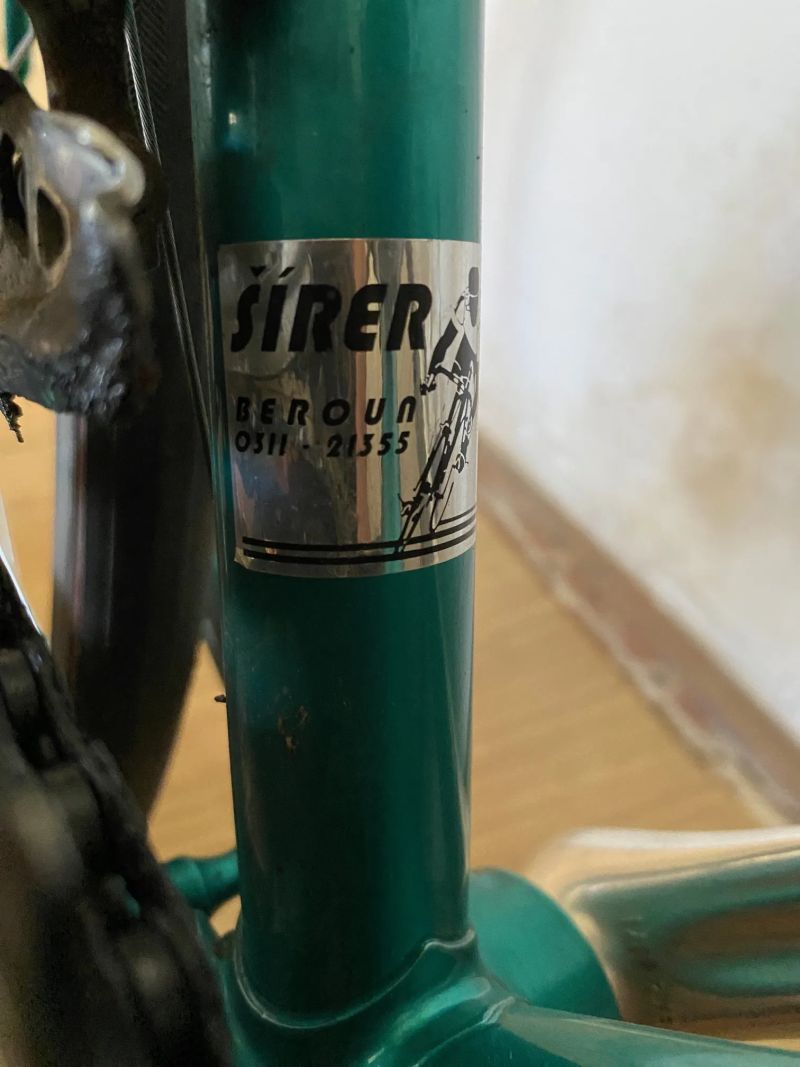 ŠÍRER
BEROUN
0311 - 21355